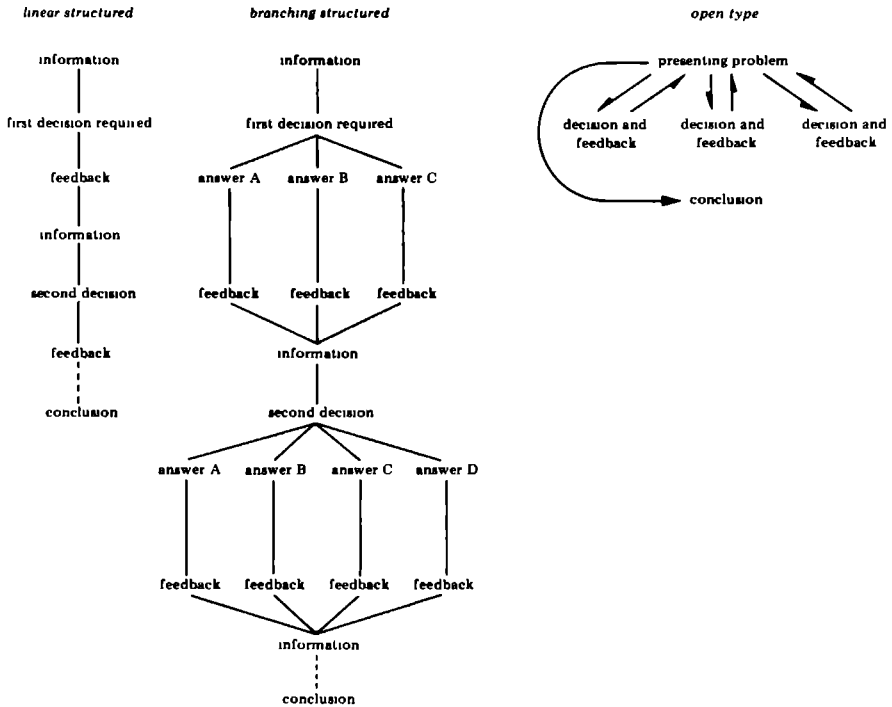 linear structured
information
first decision required
feedback
information
second decision
feedback
conclusion
branching structured
information
first decision required
answer A answer B answer C
feedback feedback feedback
information
second decision
answer A answer B answer C answer D
feedback feedback feedback feedback
information
conclusion
open type
presenting problem
decision and decision and decision and
feedback feedback feedback
conclusion